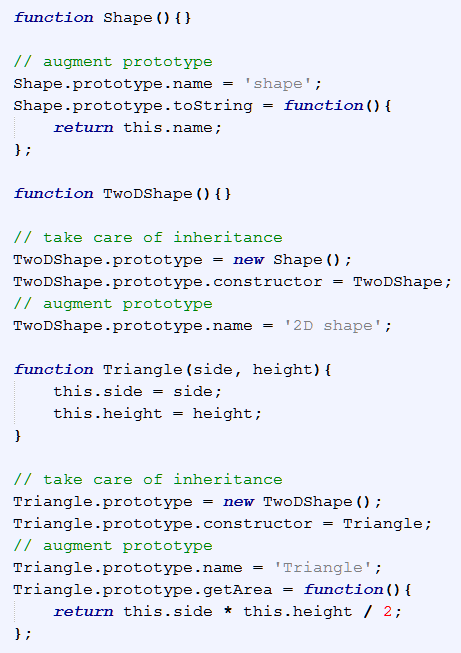 function Shape(){}
// augment prototype
Shape.prototype.name = 'shape';
Shape.prototype.toString = function(){
    return this.name;
};
function TwoDShape(){}
// take care of inheritance
TwoDShape.prototype = new Shape();
TwoDShape.prototype.constructor = TwoDShape;
// augment prototype
TwoDShape.prototype.name = '2D shape';
function Triangle(side, height){
    this.side = side;
    this.height = height;
}
// take care of inheritance
Triangle.prototype = new TwoDShape();
Triangle.prototype.constructor = Triangle;
// augment prototype
Triangle.prototype.name = 'Triangle';
Triangle.prototype.getArea = function(){
    return this.side * this.height / 2;
};